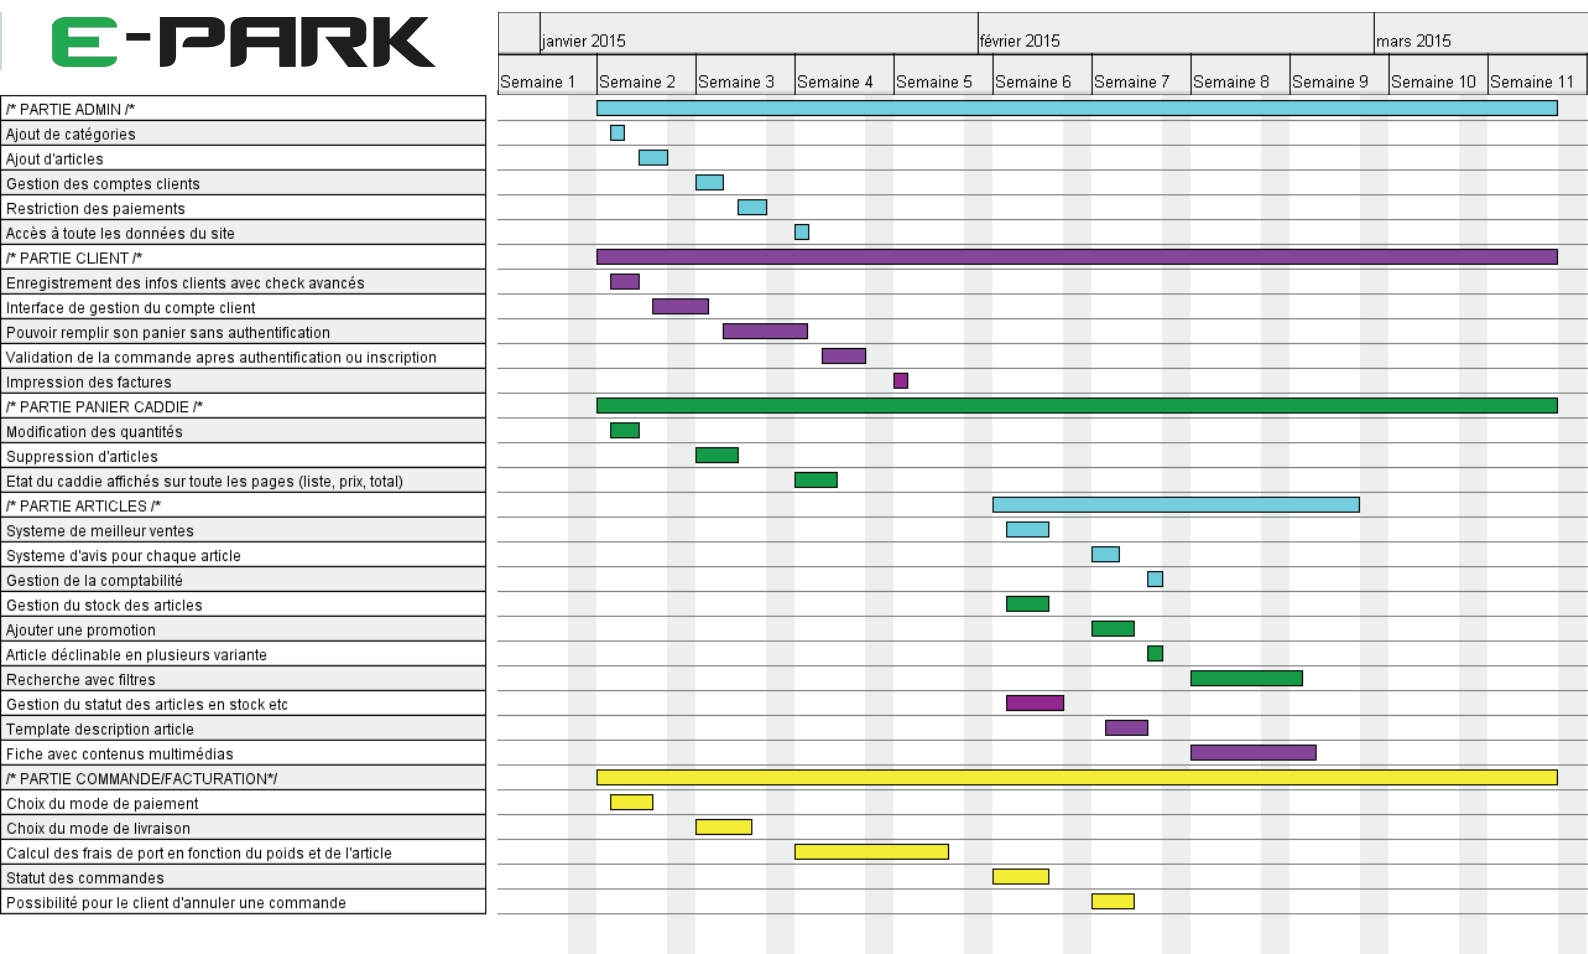 E-PARK
janvier 2015 février 2015 mars 2015
Semaine 1 Semaine 2 Semaine 3 Semaine 4 Semaine 5 Semaine 6 Semaine 7 Semaine 8 Semaine 9 Semaine 10 Semaine 11
/* PARTIE ADMIN /*
Ajout de catégories
Ajout d'articles
Gestion des comptes clients
Restriction des paiements
Accès à toute les données du site
/* PARTIE CLIENT /*
Enregistrement des infos clients avec check avancés
Interface de gestion du compte client
Pouvoir remplir son panier sans authentification
Validation de la commande apres authentification ou inscription
Impression des factures
/* PARTIE PANIER CADDIE /*
Modification des quantités
Suppression d'articles
Etat du caddie affichés sur toute les pages (liste, prix, total)
/* PARTIE ARTICLES /*
Systeme de meilleur ventes
Systeme d'avis pour chaque article
Gestion de la comptabilité
Gestion du stock des articles
Ajouter une promotion
Article déclinable en plusieurs variante
Recherche avec filtres
Gestion du statut des articles en stock etc
Template description article
Fiche avec contenus multimédias
/* PARTIE COMMANDE/FACTURATION*/
Choix du mode de paiement
Choix du mode de livraison
Calcul des frais de port en fonction du poids et de l'article
Statut des commandes
Possibilité pour le client d'annuler une commande